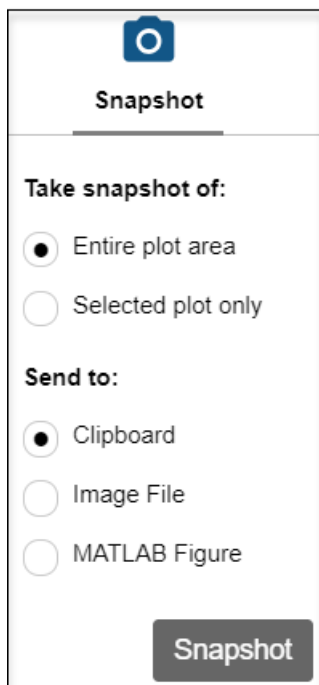 Snapshot
Take snapshot of:
Entire plot area
Selected plot only
Send to:
Clipboard
Image File
MATLAB Figure
Snapshot